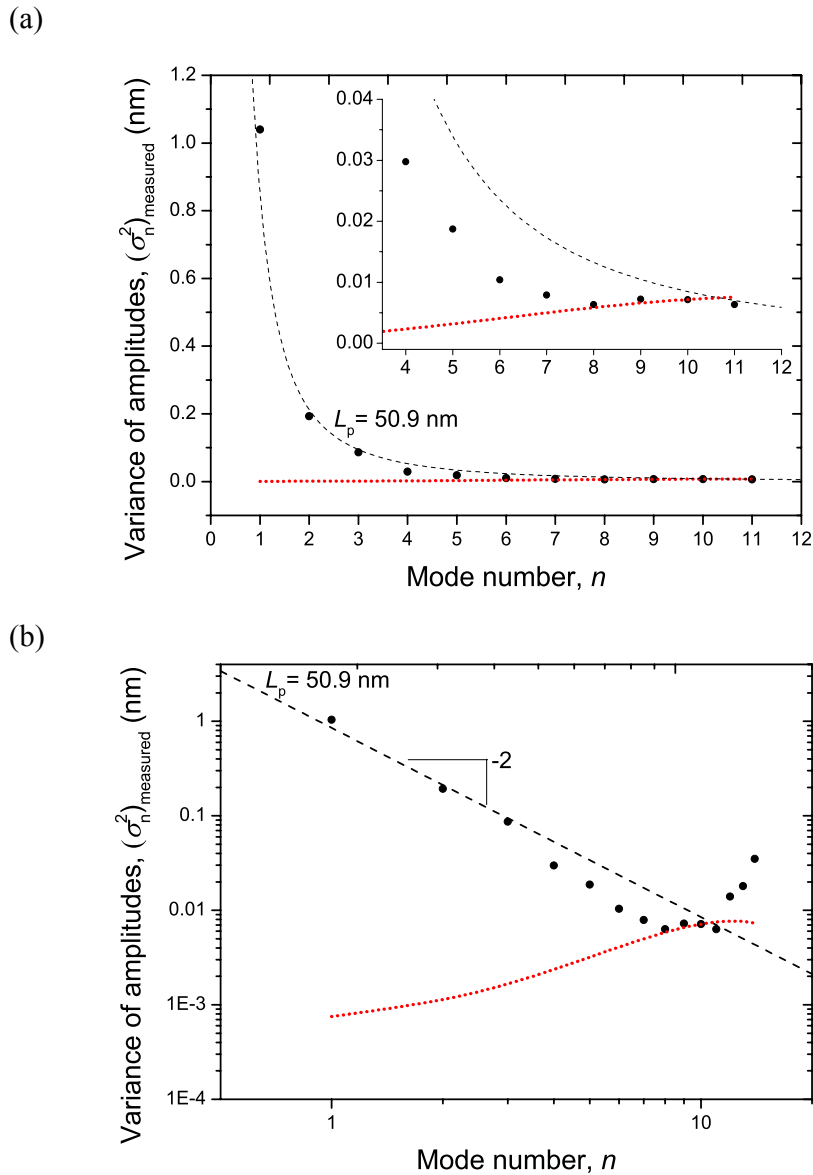 (a)
Variance of amplitudes, (σ²ₙ)measured (nm)
1.2
1.0
0.8
0.6
0.4
0.2
0.0
0.04
0.03
0.02
0.01
0.00
4 5 6 7 8 9 10 11 12
Lp= 50.9 nm
0 1 2 3 4 5 6 7 8 9 10 11 12
Mode number, n
(b)
Variance of amplitudes, (σ²ₙ)measured (nm)
Lp= 50.9 nm
-2
1
0.1
0.01
1E-3
1E-4
1 10
Mode number, n